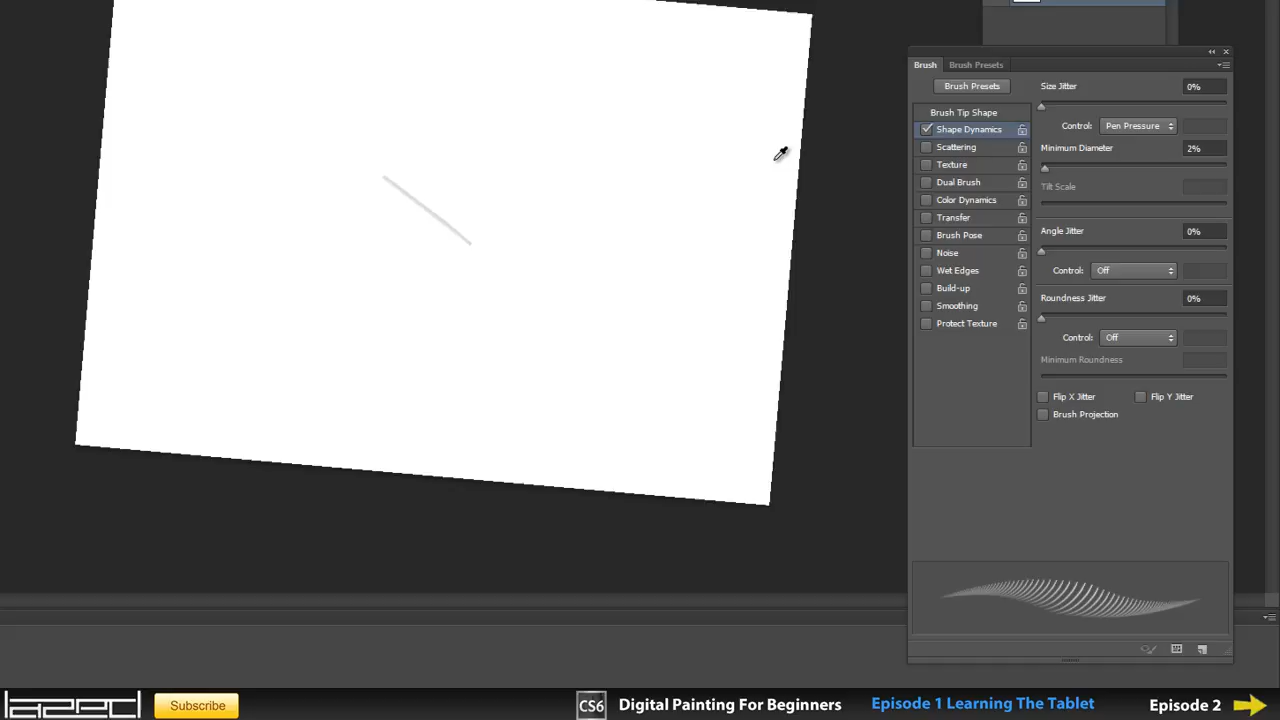 Brush
Brush Presets
Brush Presets
Size Jitter
0%
Brush Tip Shape
Control:
Pen Pressure
Shape Dynamics
Minimum Diameter
2%
Scattering
Texture
Tilt Scale
Dual Brush
Color Dynamics
Transfer
Angle Jitter
0%
Brush Pose
Noise
Control:
Off
Wet Edges
Build-up
Roundness Jitter
0%
Smoothing
Protect Texture
Control:
Off
Minimum Roundness
Flip X Jitter
Flip Y Jitter
Brush Projection
Subscribe
CS6
Digital Painting For Beginners
Episode 1 Learning The Tablet
Episode 2